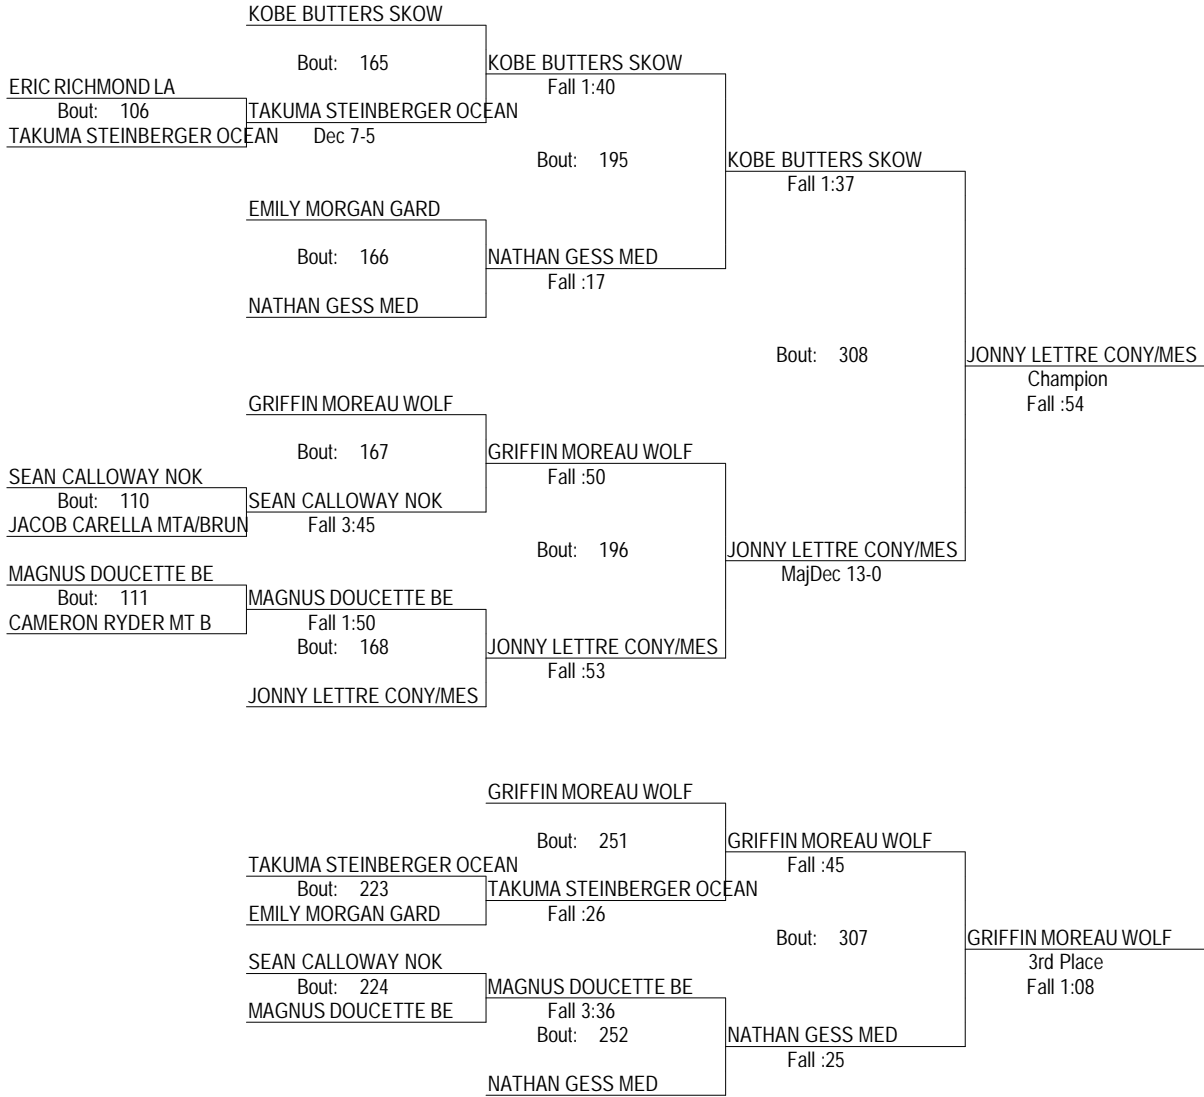 KOBE BUTTERS SKOW
Bout: 165
KOBE BUTTERS SKOW
ERIC RICHMOND LA
Fall 1:40
Bout: 106
TAKUMA STEINBERGER OCEAN
TAKUMA STEINBERGER OCEAN
Dec 7-5
Bout: 195
KOBE BUTTERS SKOW
Fall 1:37
EMILY MORGAN GARD
Bout: 166
NATHAN GESS MED
Fall :17
NATHAN GESS MED
Bout: 308
JONNY LETTRE CONY/MES
Champion
Fall :54
GRIFFIN MOREAU WOLF
Bout: 167
GRIFFIN MOREAU WOLF
Fall :50
SEAN CALLOWAY NOK
Bout: 110
SEAN CALLOWAY NOK
JACOB CARELLA MTA/BRUN
Fall 3:45
Bout: 196
JONNY LETTRE CONY/MES
MajDec 13-0
MAGNUS DOUCETTE BE
Bout: 111
MAGNUS DOUCETTE BE
CAMERON RYDER MT B
Fall 1:50
Bout: 168
JONNY LETTRE CONY/MES
Fall :53
JONNY LETTRE CONY/MES
GRIFFIN MOREAU WOLF
Bout: 251
GRIFFIN MOREAU WOLF
Fall :45
TAKUMA STEINBERGER OCEAN
Bout: 223
TAKUMA STEINBERGER OCEAN
EMILY MORGAN GARD
Fall :26
Bout: 307
GRIFFIN MOREAU WOLF
3rd Place
Fall 1:08
SEAN CALLOWAY NOK
Bout: 224
MAGNUS DOUCETTE BE
MAGNUS DOUCETTE BE
Fall 3:36
Bout: 252
NATHAN GESS MED
Fall :25
NATHAN GESS MED